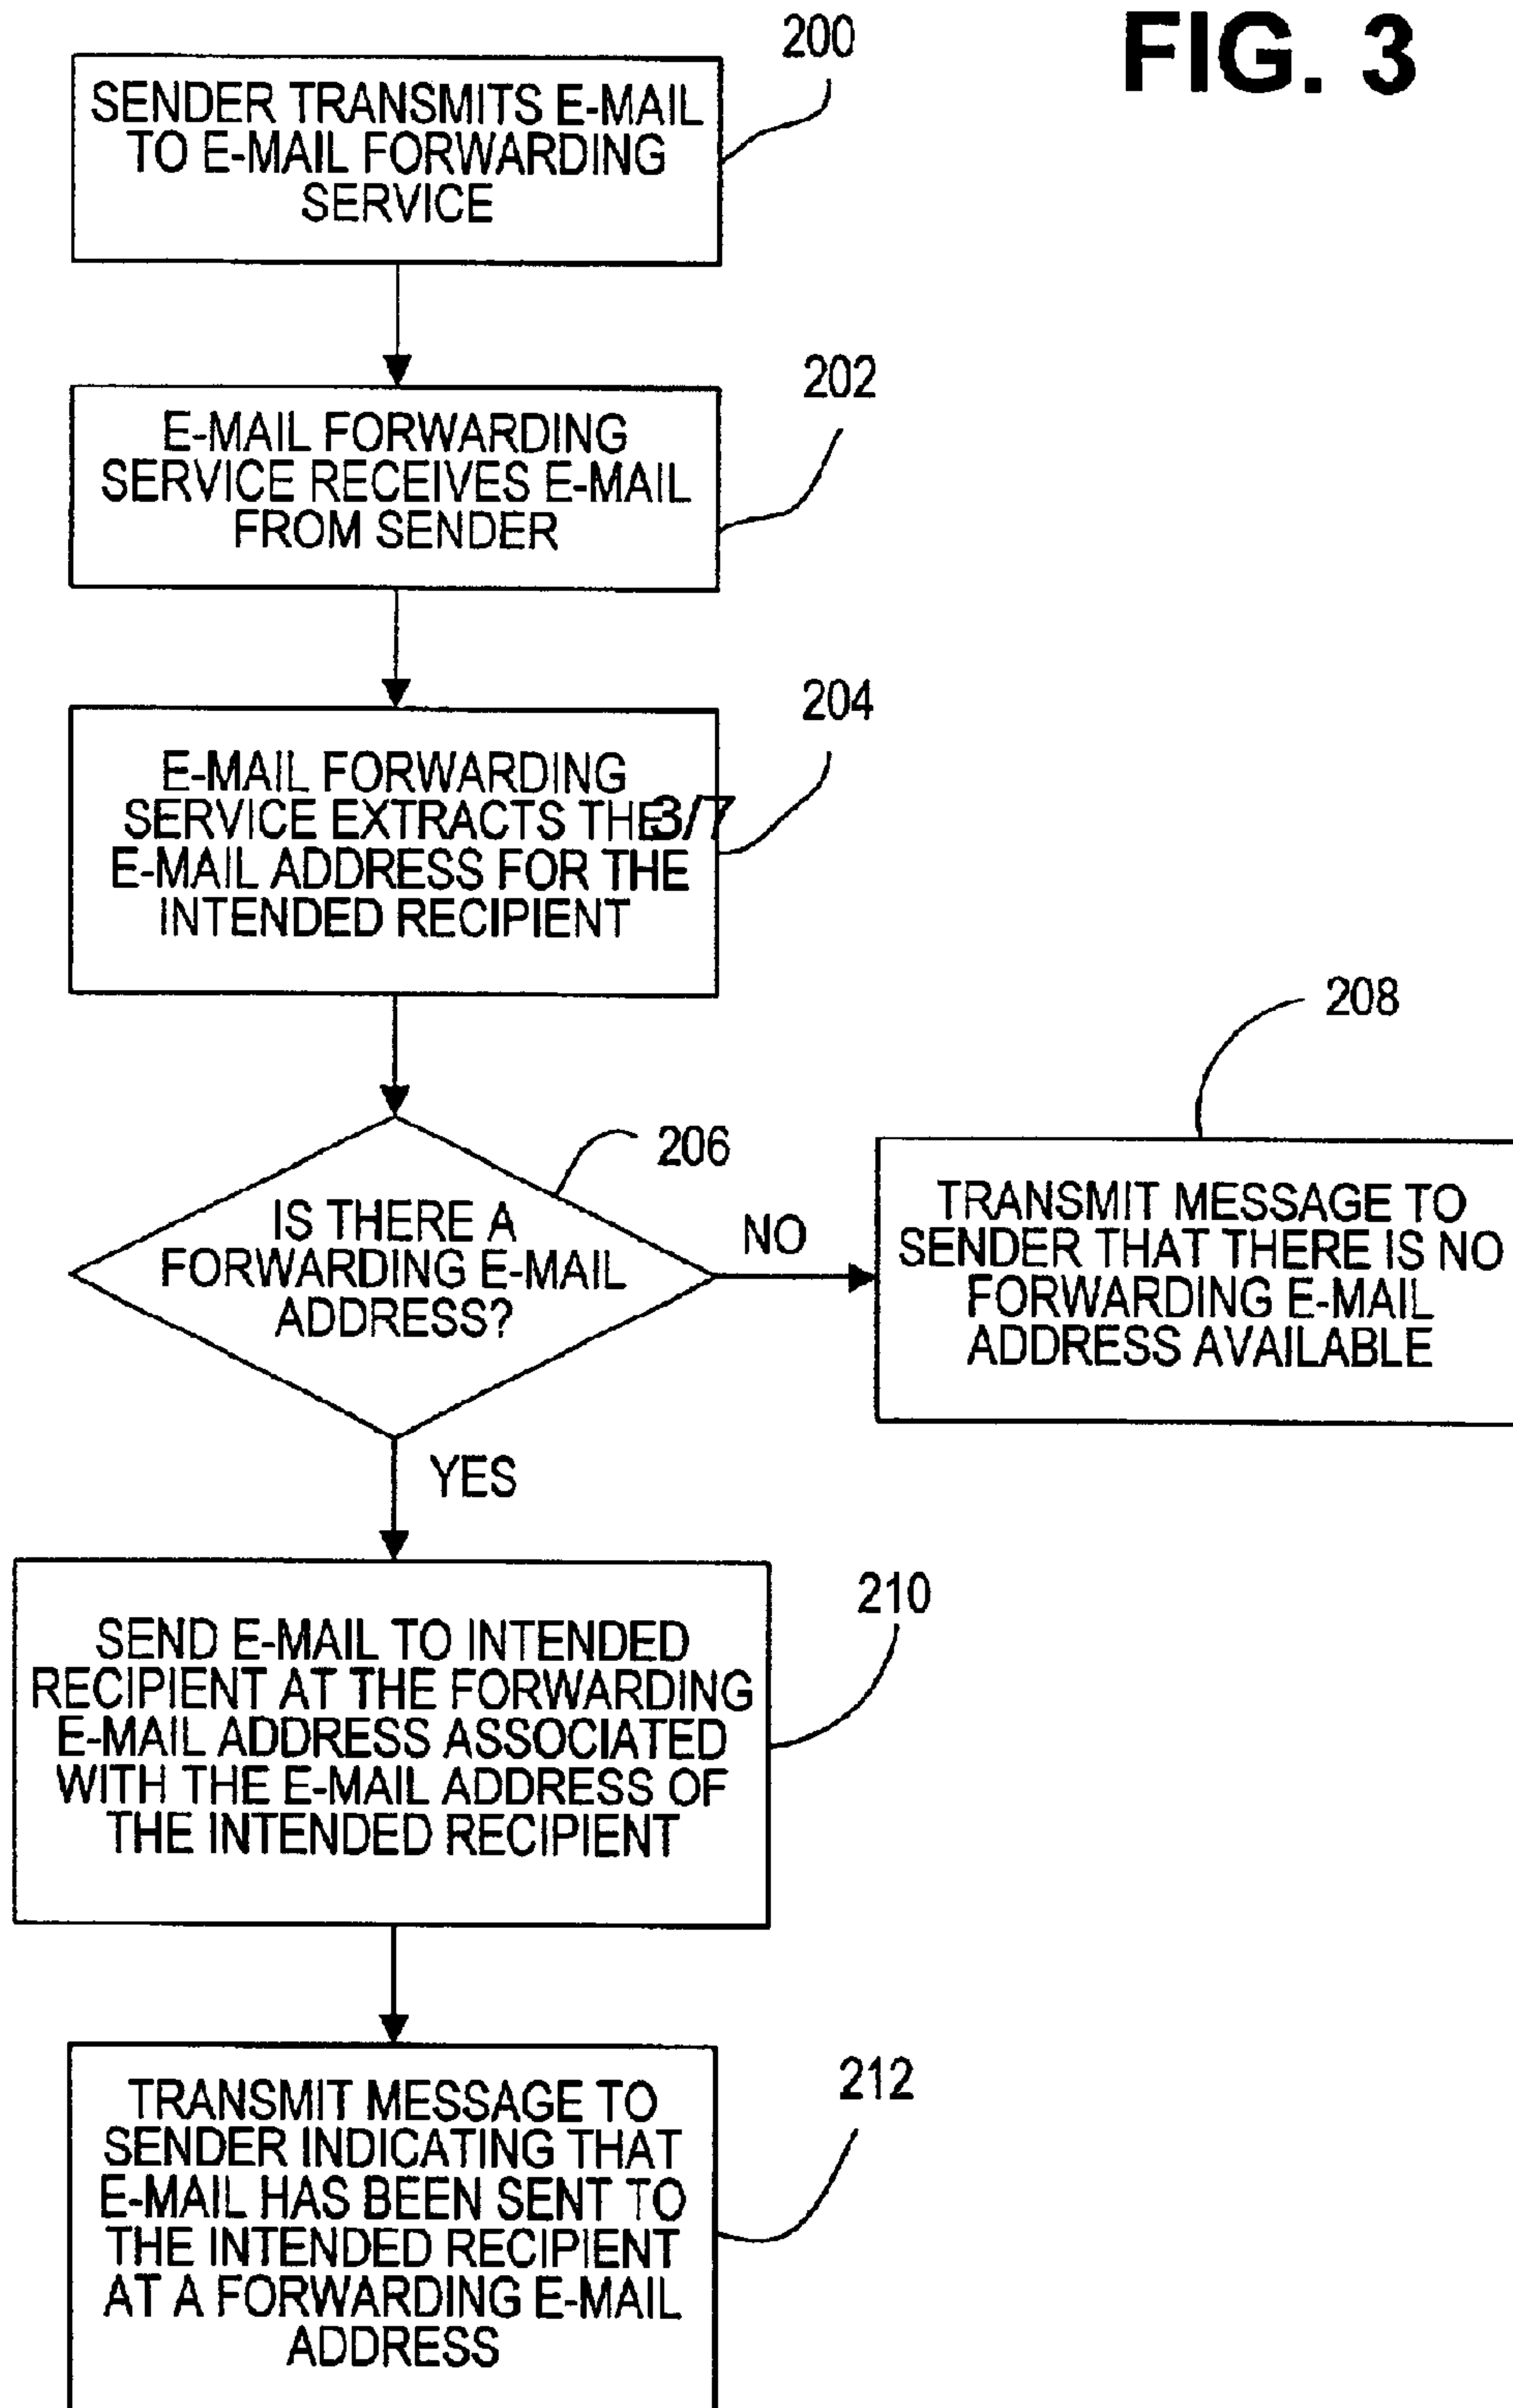 FIG. 3
200
SENDER TRANSMITS E-MAIL
TO E-MAIL FORWARDING
SERVICE
202
E-MAIL FORWARDING
SERVICE RECEIVES E-MAIL
FROM SENDER
204
E-MAIL FORWARDING
SERVICE EXTRACTS THE
3/7
E-MAIL ADDRESS FOR THE
INTENDED RECIPIENT
206
IS THERE A
FORWARDING E-MAIL
ADDRESS?
NO
208
TRANSMIT MESSAGE TO
SENDER THAT THERE IS NO
FORWARDING E-MAIL
ADDRESS AVAILABLE
YES
210
SEND E-MAIL TO INTENDED
RECIPIENT AT THE FORWARDING
E-MAIL ADDRESS ASSOCIATED
WITH THE E-MAIL ADDRESS OF
THE INTENDED RECIPIENT
212
TRANSMIT MESSAGE TO
SENDER INDICATING THAT
E-MAIL HAS BEEN SENT TO
THE INTENDED RECIPIENT
AT A FORWARDING E-MAIL
ADDRESS